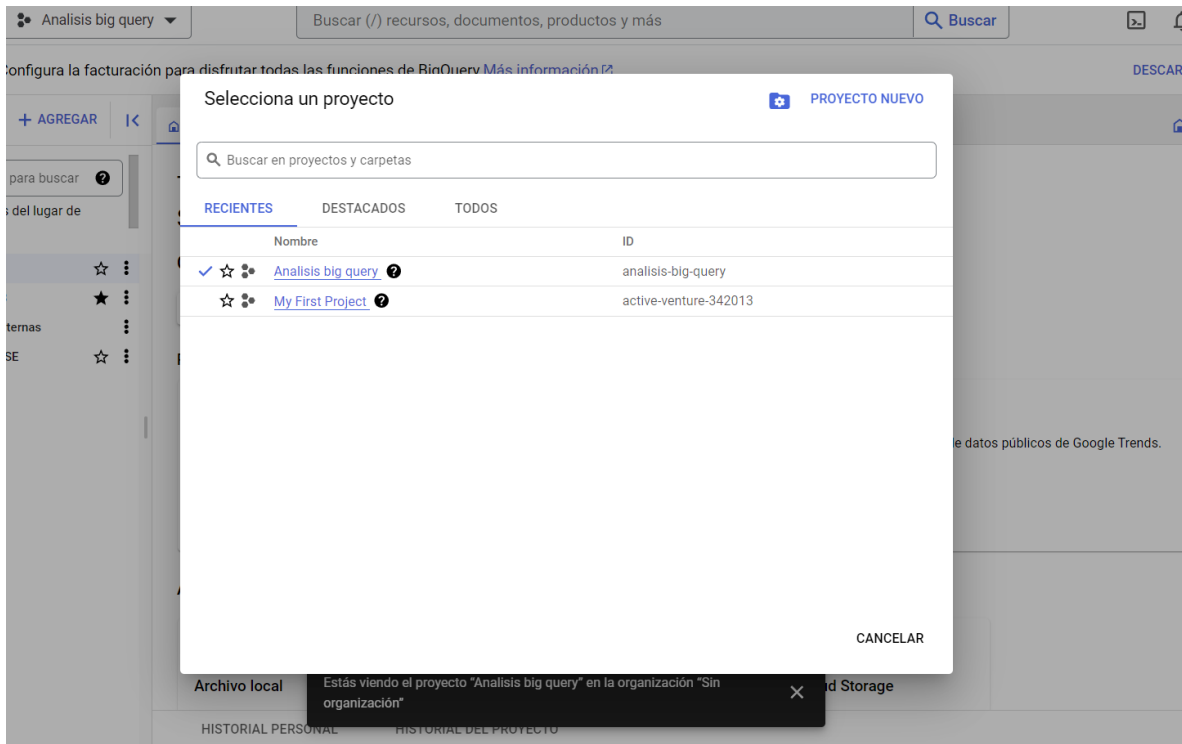 Analisis big query
Buscar (/) recursos, documentos, productos y más
Buscar
Configura la facturación para disfrutar todas las funciones de BigQuery Más información
DESCAR
Selecciona un proyecto
PROYECTO NUEVO
+ AGREGAR
Buscar en proyectos y carpetas
para buscar
s del lugar de
RECIENTES
DESTACADOS
TODOS
Nombre
ID
Analisis big query
analisis-big-query
My First Project
active-venture-342013
ternas
SE
e datos públicos de Google Trends.
CANCELAR
Archivo local
Estás viendo el proyecto “Analisis big query” en la organización “Sin
organización”
ud Storage
HISTORIAL PERSONAL
HISTORIAL DEL PROYECTO